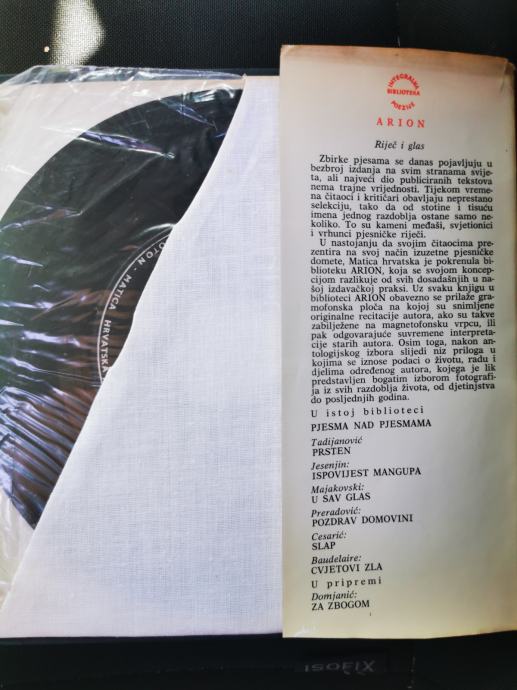 INTEGRALNA
BIBLIOTEKA
POEZIJE
ARION
Riječ i glas
Zbirke pjesama se danas pojavljuju u
bezbroj izdanja na svim stranama svije-
ta, ali najveći dio publiciranih tekstova
nema trajne vrijednosti. Tijekom vreme-
na čitaoci i kritičari obavljaju neprestano
selekciju, tako da od stotine i tisuću
imena jednog razdoblja ostane samo ne-
koliko. To su kameni međaši, svjetionici
i vrhunci pjesničke riječi.
U nastojanju da svojim čitaocima pre-
zentira na svoj način izuzetne pjesničke
domete, Matica hrvatska je pokrenula bi-
blioteku ARION, koja se svojom koncep-
cijom razlikuje od svih dosadašnjih u na-
šoj izdavačkoj praksi. Uz svaku knjigu u
biblioteci ARION obavezno se prilaže gra-
mofonska ploča na kojoj su snimljene
originalne recitacije autora, ako su takve
zabilježene na magnetofonsku vrpcu, ili
pak odgovarajuće suvremene interpreta-
cije starih autora. Osim toga, nakon an-
tologijskog izbora slijedi niz priloga u
kojima se iznose podaci o životu, radu i
djelima određenog autora, kojega je lik
predstavljen bogatim izborom fotografi-
ja iz svih razdoblja života, od djetinjstva
do posljednjih godina.
U istoj biblioteci
PJESMA NAD PJESMAMA
Tadijanović
PRSTEN
Jesenjin:
ISPOVIJEST MANGUPA
Majakovski:
U SAV GLAS
Preradović:
POZDRAV DOMOVINI
Cesarić:
SLAP
Baudelaire:
CVJETOVI ZLA
U pripremi
Domjanić:
ZA ZBOGOM
OTON - MATICA HRVATSKA
ISOFIX